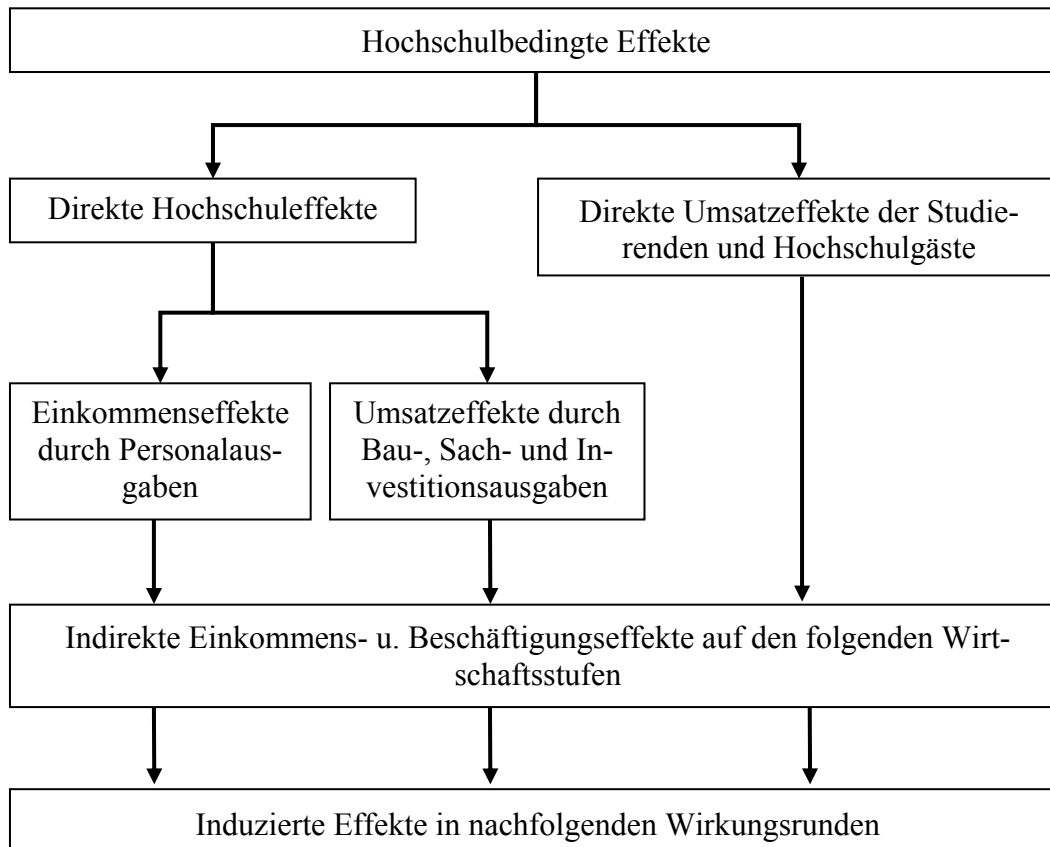 Hochschulbedingte Effekte
Direkte Hochschuleffekte
Direkte Umsatzeffekte der Studie-
renden und Hochschulgäste
Einkommenseffekte
durch Personalaus-
gaben
Umsatzeffekte durch
Bau-, Sach- und In-
vestitionsausgaben
Indirekte Einkommens- u. Beschäftigungseffekte auf den folgenden Wirt-
schaftsstufen
Induzierte Effekte in nachfolgenden Wirkungsrunden